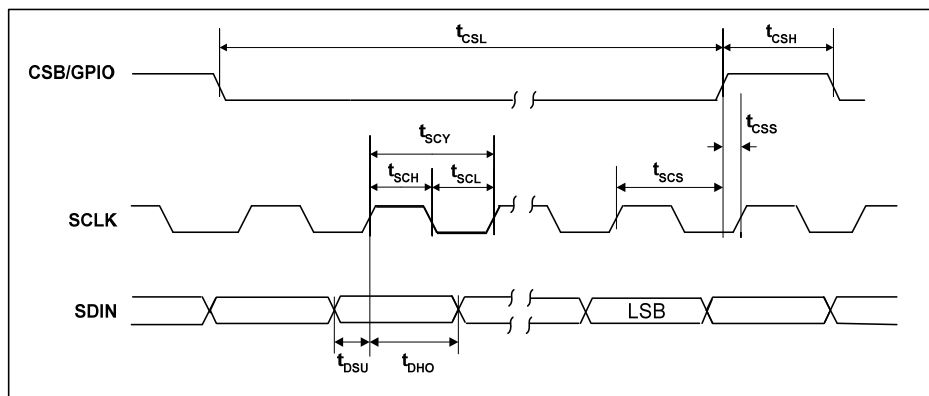 tCSL
tCSH
CSB/GPIO
tCSS
tSCY
tSCH
tSCL
tSCS
SCLK
SDIN
LSB
tDSU
tDHO